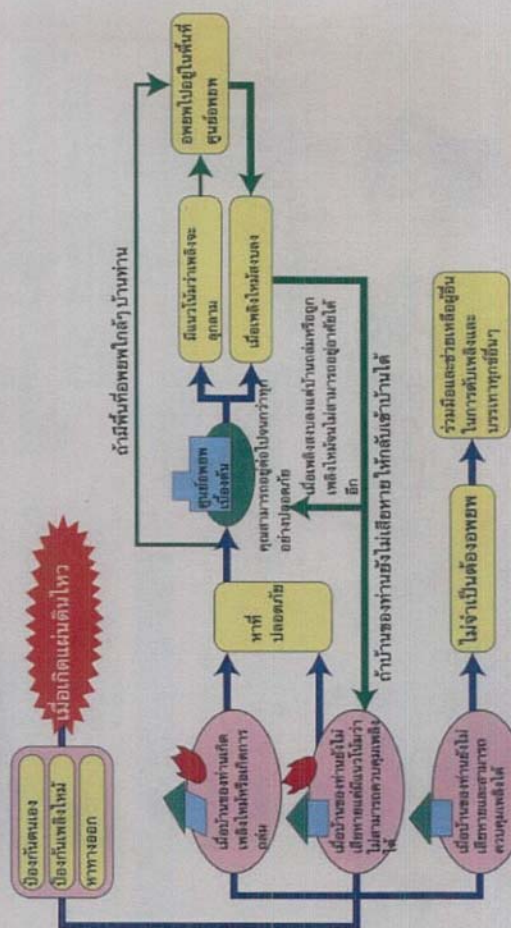 เมื่อเกิดแผ่นดินไหว
ป้องกันตนเอง
ป้องกันเพลิงไหม้
หาทางออก
เมื่อบ้านของท่านเกิด
เพลิงไหม้หรือเกิดการ
ถล่ม
เมื่อบ้านของท่านยังไม่
เสียหายแต่มีแนวโน้มว่า
ไม่สามารถควบคุมเพลิง
ได้
เมื่อบ้านของท่านยังไม่
เสียหายและสามารถ
ควบคุมเพลิงได้
หาที่
ปลอดภัย
ถ้ามีพื้นที่อพยพใกล้ๆ บ้านท่าน
ศูนย์อพยพ
เบื้องต้น
คุณสามารถอยู่ต่อไปจนกว่าทุก
อย่างปลอดภัย
มีแนวโน้มว่าเพลิงจะ
ลุกลาม
เมื่อเพลิงไหม้สงบลง
อพยพไปอยู่ในพื้นที่
ศูนย์อพยพ
เมื่อเพลิงสงบลงแต่บ้านถล่มหรือถูก
เพลิงไหม้จนไม่สามารถอยู่อาศัยได้
อีก
ถ้าบ้านของท่านยังไม่เสียหาย ให้กลับเข้าบ้านได้
ไม่จำเป็นต้องอพยพ
ร่วมมือและช่วยเหลือผู้อื่น
ในการดับเพลิงและ
บรรเทาทุกข์อื่นๆ